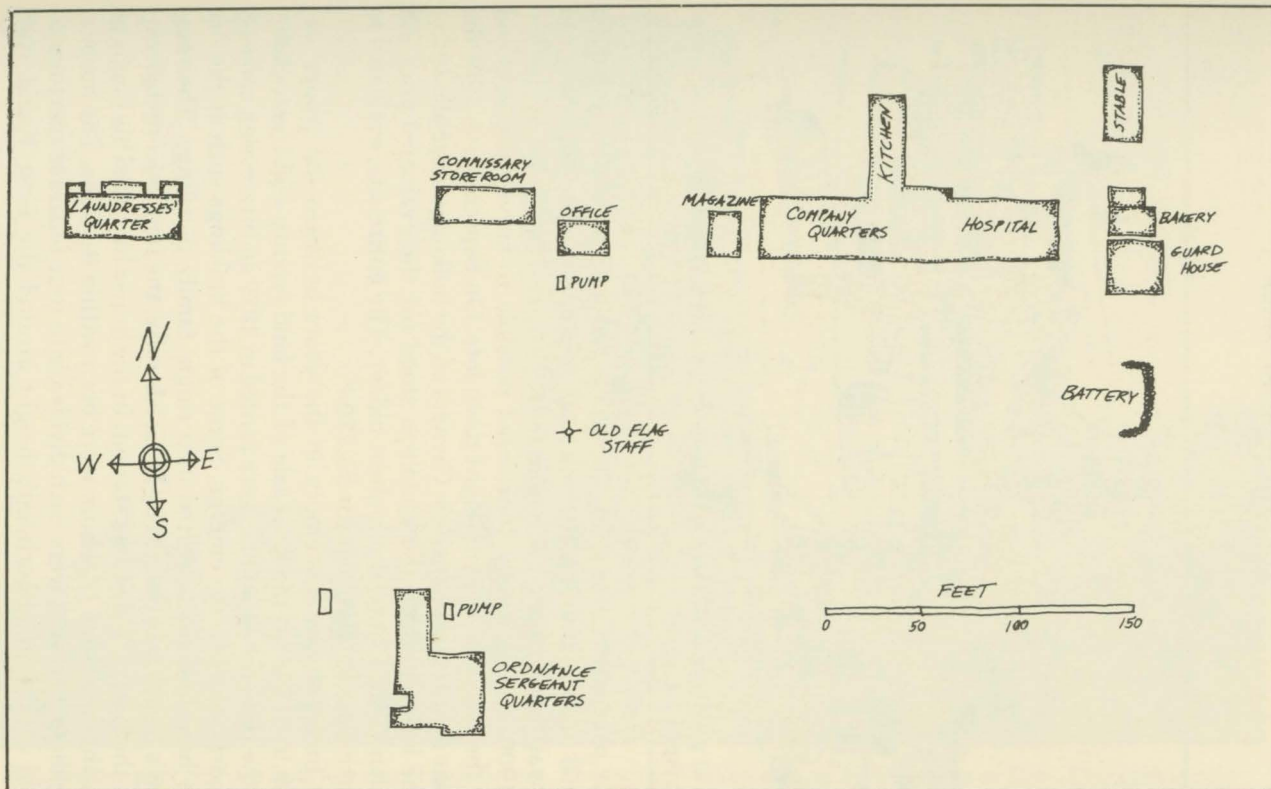 STABLE
KITCHEN
COMMISSARY
STOREROOM
LAUNDRESSES'
QUARTER
OFFICE
MAGAZINE
COMPANY
QUARTERS
HOSPITAL
BAKERY
GUARD
HOUSE
PUMP
N
W
E
S
BATTERY
OLD FLAG
STAFF
PUMP
ORDNANCE
SERGEANT
QUARTERS
FEET
0 50 100 150